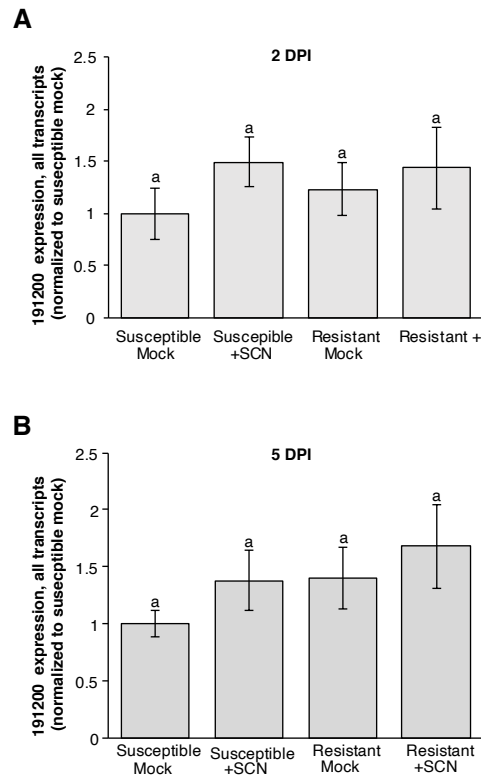 A
2 DPI
191200 expression, all transcripts
(normalized to susecptible mock)
2.5
2
1.5
1
0.5
0
a
a
a
a
Susceptible
Mock
Suscepible
+SCN
Resistant
Mock
Resistant +
B
5 DPI
191200 expression, all transcripts
(normalized to susecptible mock)
2.5
2
1.5
1
0.5
0
a
a
a
a
Susceptible
Mock
Susceptible
+SCN
Resistant
Mock
Resistant
+SCN